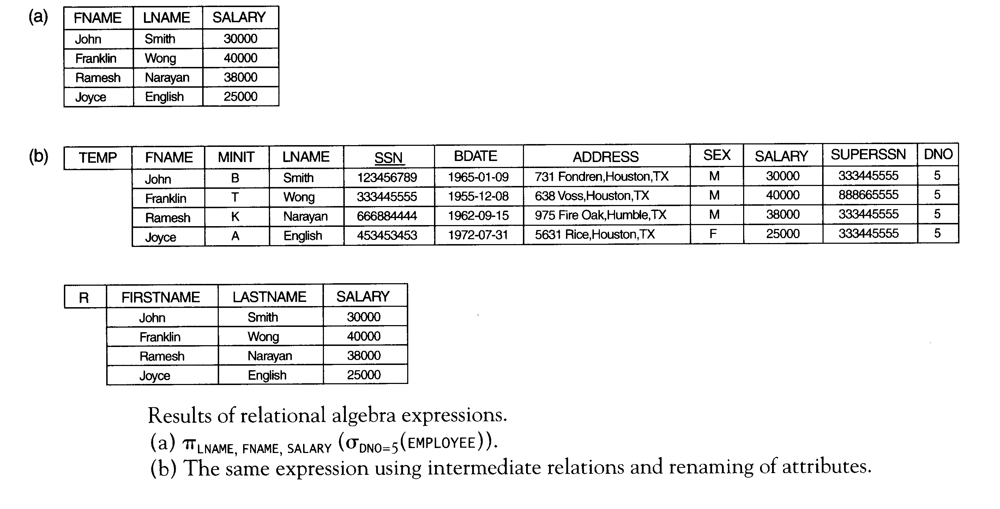 (a) FNAME LNAME SALARY
John Smith 30000
Franklin Wong 40000
Ramesh Narayan 38000
Joyce English 25000
(b) TEMP FNAME MINIT LNAME SSN BDATE ADDRESS SEX SALARY SUPERSSN DNO
John B Smith 123456789 1965-01-09 731 Fondren,Houston,TX M 30000 333445555 5
Franklin T Wong 333445555 1955-12-08 638 Voss,Houston,TX M 40000 888665555 5
Ramesh K Narayan 666884444 1962-09-15 975 Fire Oak,Humble,TX M 38000 333445555 5
Joyce A English 453453453 1972-07-31 5631 Rice,Houston,TX F 25000 333445555 5
R FIRSTNAME LASTNAME SALARY
John Smith 30000
Franklin Wong 40000
Ramesh Narayan 38000
Joyce English 25000
Results of relational algebra expressions.
(a) π LNAME, FNAME, SALARY (σ DNO=5(EMPLOYEE)).
(b) The same expression using intermediate relations and renaming of attributes.